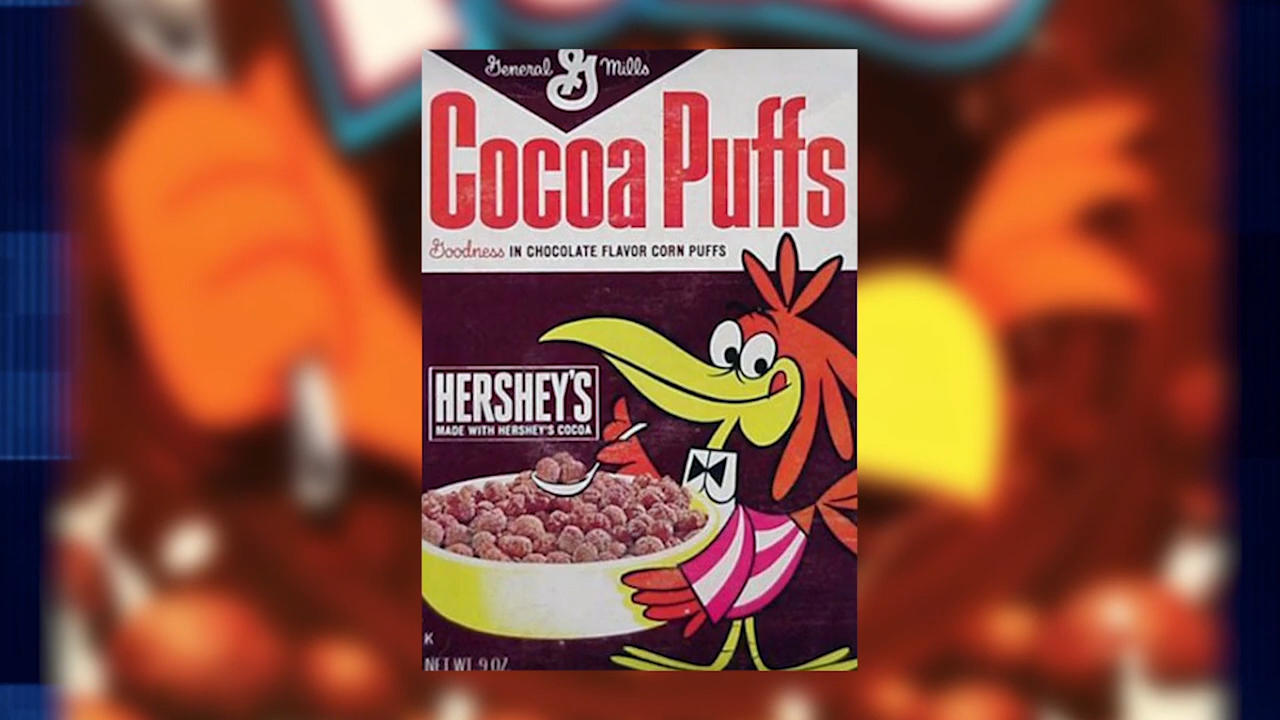 General G Mills
Cocoa Puffs
Goodness IN CHOCOLATE FLAVOR CORN PUFFS
HERSHEY'S
MADE WITH HERSHEY'S COCOA
K
NET WT. 9 OZ